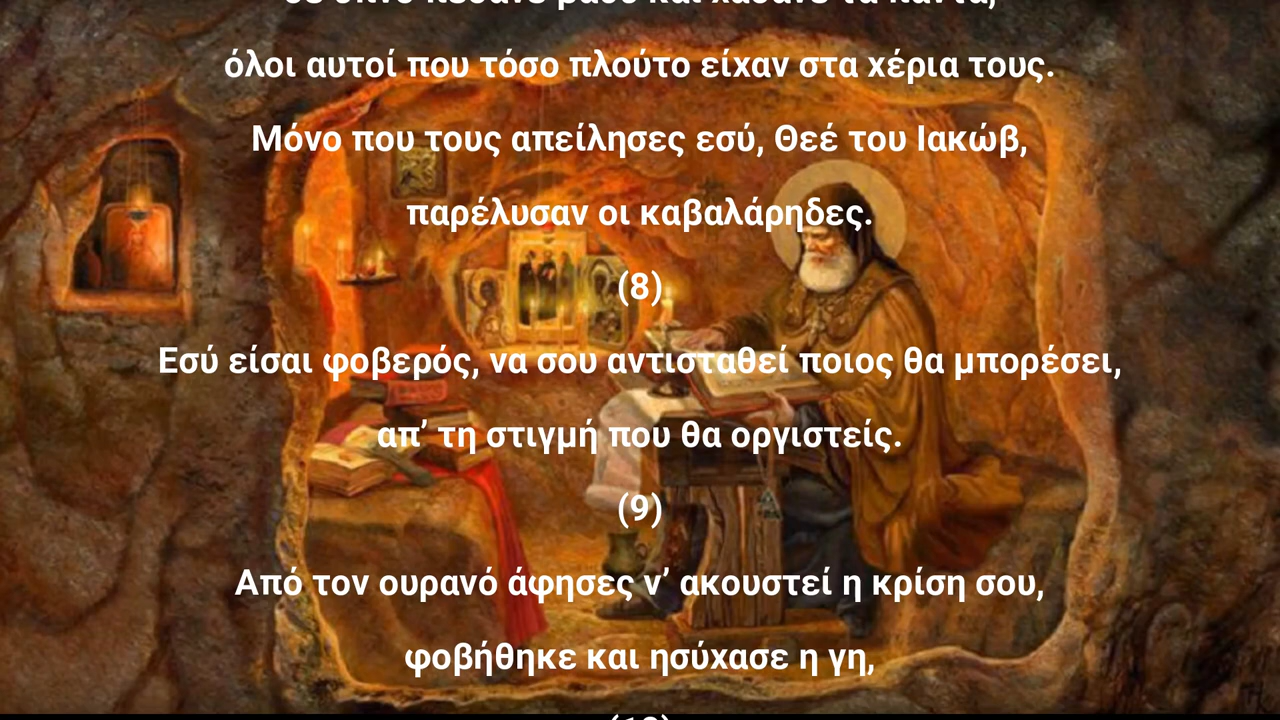 όλοι αυτοί που τόσο πλούτο είχαν στα χέρια τους.
Μόνο που τους απείλησες εσύ, Θεέ του Ιακώβ,
παρέλυσαν οι καβαλάρηδες.
(8)
Εσύ είσαι φοβερός, να σου αντισταθεί ποιος θα μπορέσει,
απ’ τη στιγμή που θα οργιστείς.
(9)
Από τον ουρανό άφησες ν’ ακουστεί η κρίση σου,
φοβήθηκε και ησύχασε η γη,